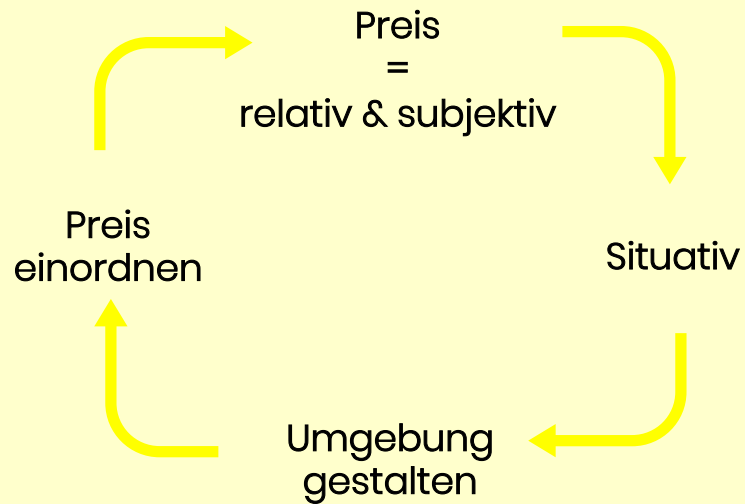 Preis
=
relativ & subjektiv
Situativ
Umgebung
gestalten
Preis
einordnen